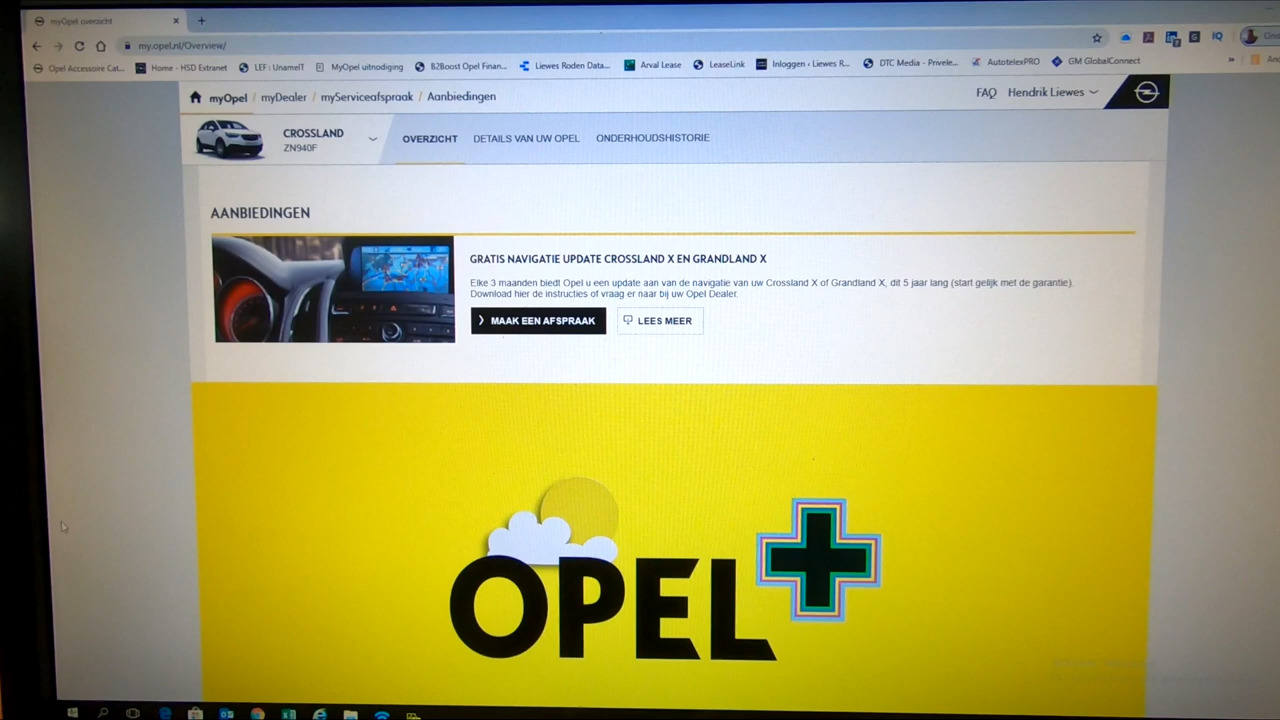 myOpel overzicht
my.opel.nl/Overview/
Opel Accessoire Cat... Home - HSD Extranet LEF : UnameIT MyOpel uitnodiging B2Boost Opel Finan... Liewes Roden Data... Arval Lease LeaseLink Inloggen ‹ Liewes R... DTC Media - Privele... AutotelexPRO GM GlobalConnect »
myOpel / myDealer / myServiceafspraak / Aanbiedingen FAQ Hendrik Liewes
CROSSLAND
ZN940F
OVERZICHT DETAILS VAN UW OPEL ONDERHOUDSHISTORIE
AANBIEDINGEN
GRATIS NAVIGATIE UPDATE CROSSLAND X EN GRANDLAND X
Elke 3 maanden biedt Opel u een update aan van de navigatie van uw Crossland X of Grandland X, dit 5 jaar lang (start gelijk met de garantie).
Download hier de instructies of vraag er naar bij uw Opel Dealer.
MAAK EEN AFSPRAAK LEES MEER
OPEL+